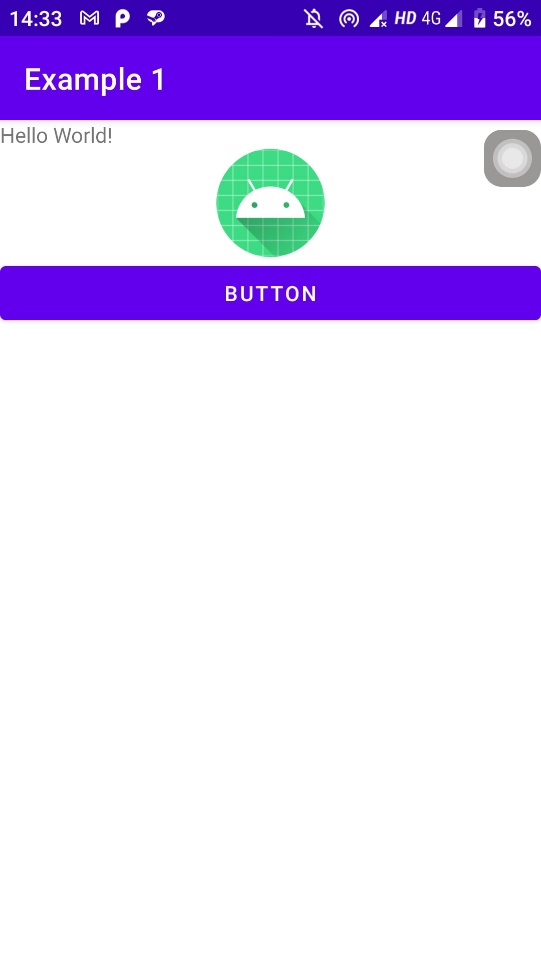 14:33 HD 4G 56%
Example 1
Hello World!
BUTTON